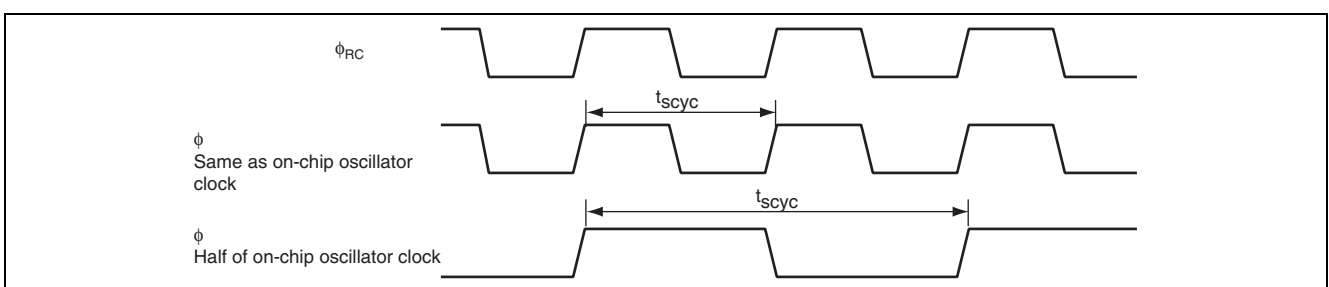 ϕRC
tscyc
ϕ
Same as on-chip oscillator
clock
tscyc
ϕ
Half of on-chip oscillator clock